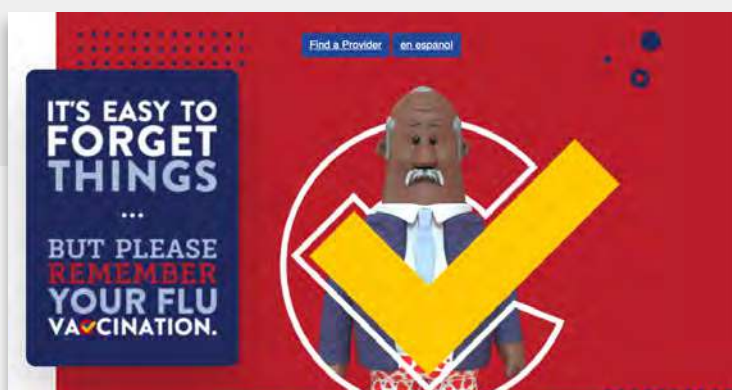 Find a Provider en espanol
IT'S EASY TO
FORGET
THINGS
...
BUT PLEASE
REMEMBER
YOUR FLU
VACCINATION.